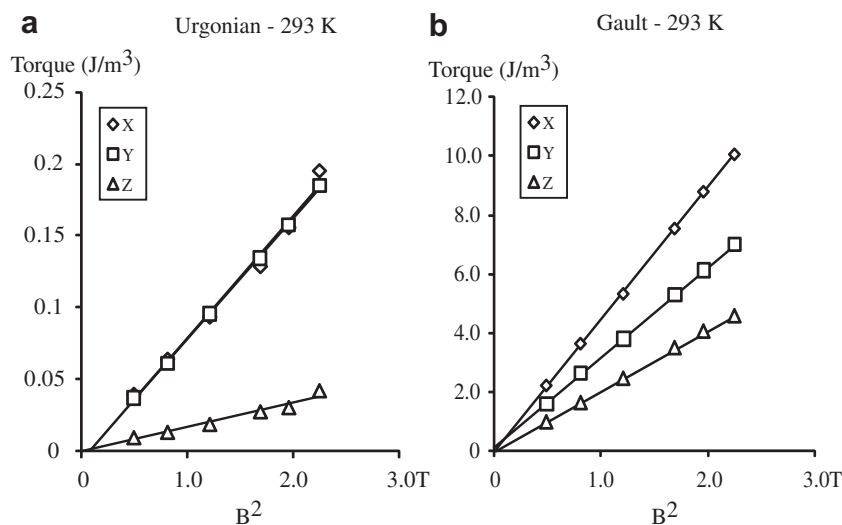 a
Urgonian - 293 K
Torque (J/m³)
0.25
0.2
0.15
0.1
0.05
0
X
Y
Z
0
1.0
2.0
3.0T
B²
b
Gault - 293 K
Torque (J/m³)
12.0
10.0
8.0
6.0
4.0
2.0
0.0
X
Y
Z
0
1.0
2.0
3.0T
B²